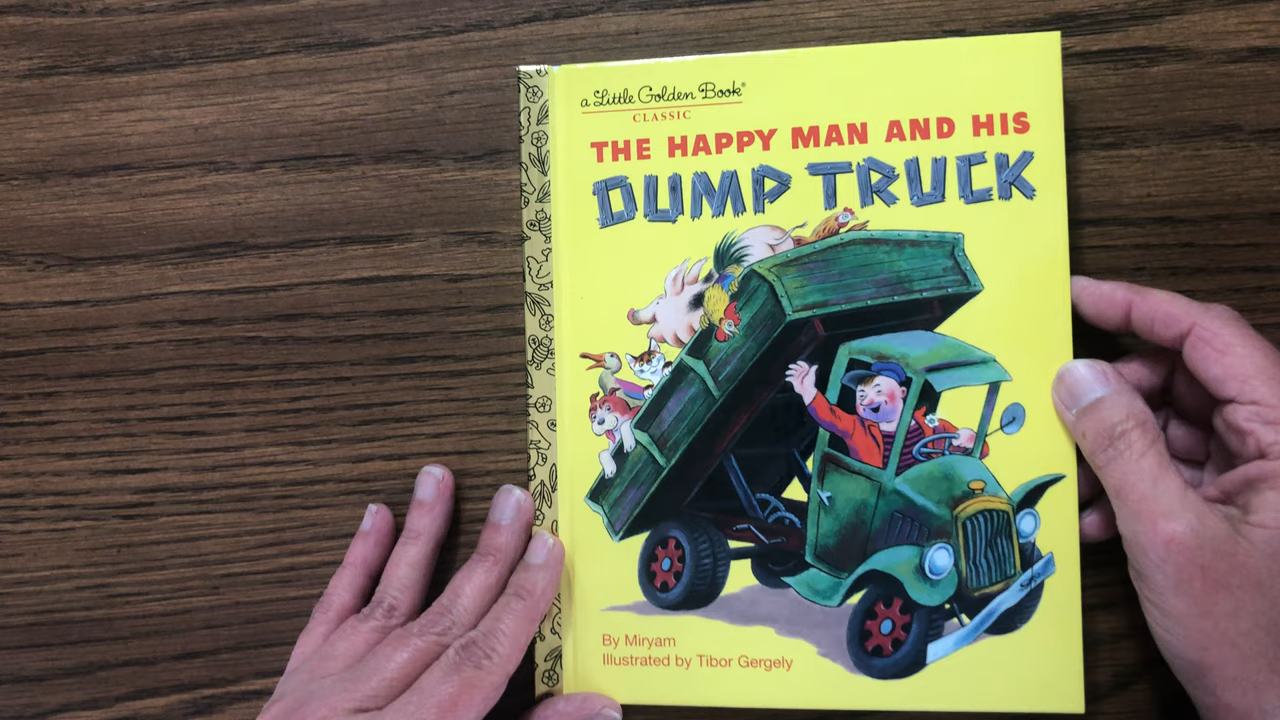 a Little Golden Book®
CLASSIC
THE HAPPY MAN AND HIS
DUMP TRUCK
By Miryam
Illustrated by Tibor Gergely